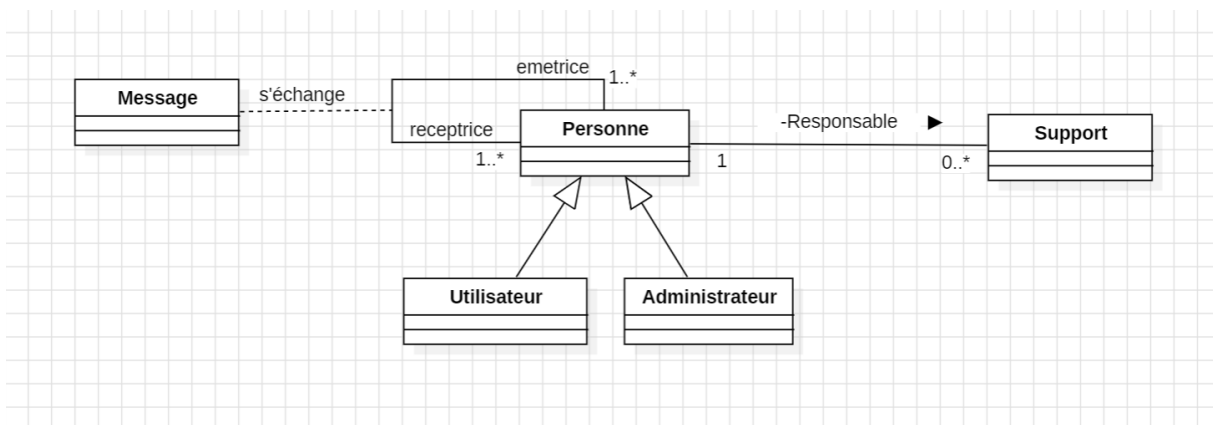 emetrice
1..*
Message
s'échange
receptrice
1..*
Personne
-Responsable
1
0..*
Support
Utilisateur
Administrateur